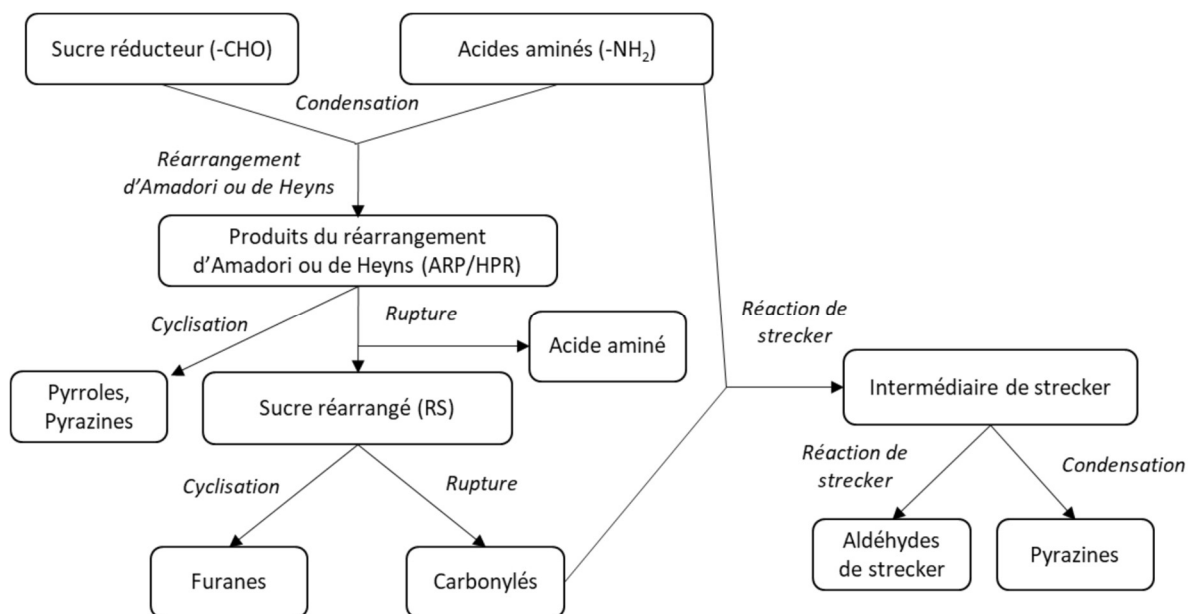 Sucre réducteur (-CHO)
Acides aminés (-NH₂)
Condensation
Réarrangement
d’Amadori ou de Heyns
Produits du réarrangement
d’Amadori ou de Heyns (ARP/HPR)
Cyclisation
Rupture
Réaction de
strecker
Acide aminé
Pyrroles,
Pyrazines
Sucre réarrangé (RS)
Intermédiaire de strecker
Cyclisation
Rupture
Réaction de
strecker
Condensation
Furanes
Carbonylés
Aldéhydes
de strecker
Pyrazines